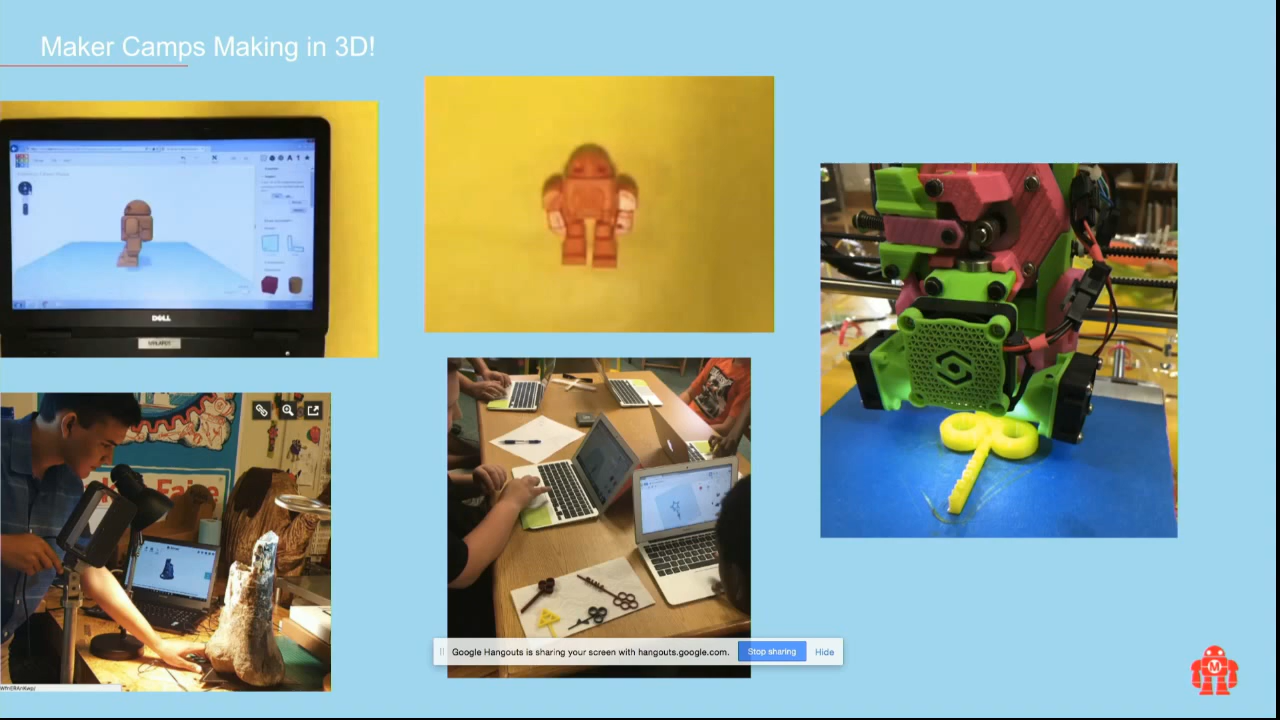 Maker Camps Making in 3D!
DELL
Faire
Google Hangouts is sharing your screen with hangouts.google.com.
Stop sharing
Hide
M